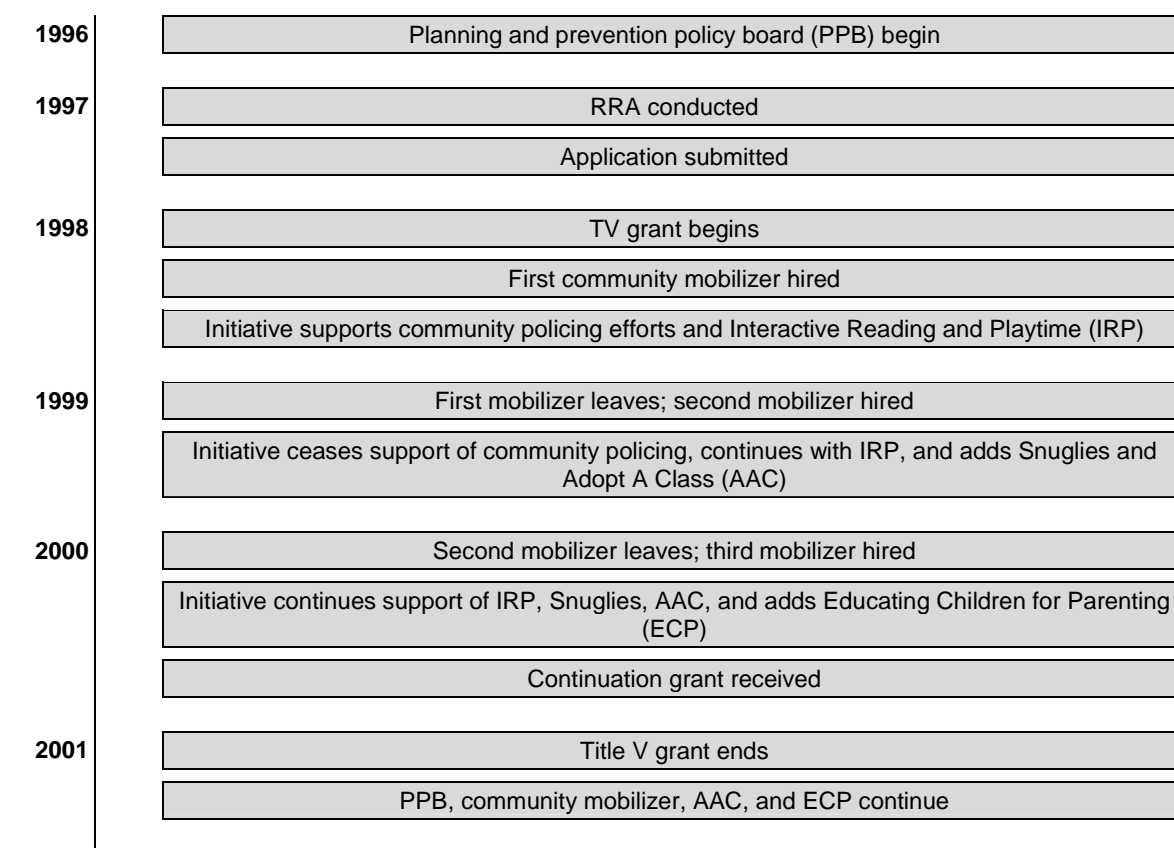 1996
Planning and prevention policy board (PPB) begin
1997
RRA conducted
Application submitted
1998
TV grant begins
First community mobilizer hired
Initiative supports community policing efforts and Interactive Reading and Playtime (IRP)
1999
First mobilizer leaves; second mobilizer hired
Initiative ceases support of community policing, continues with IRP, and adds Snuglies and
Adopt A Class (AAC)
2000
Second mobilizer leaves; third mobilizer hired
Initiative continues support of IRP, Snuglies, AAC, and adds Educating Children for Parenting
(ECP)
Continuation grant received
2001
Title V grant ends
PPB, community mobilizer, AAC, and ECP continue